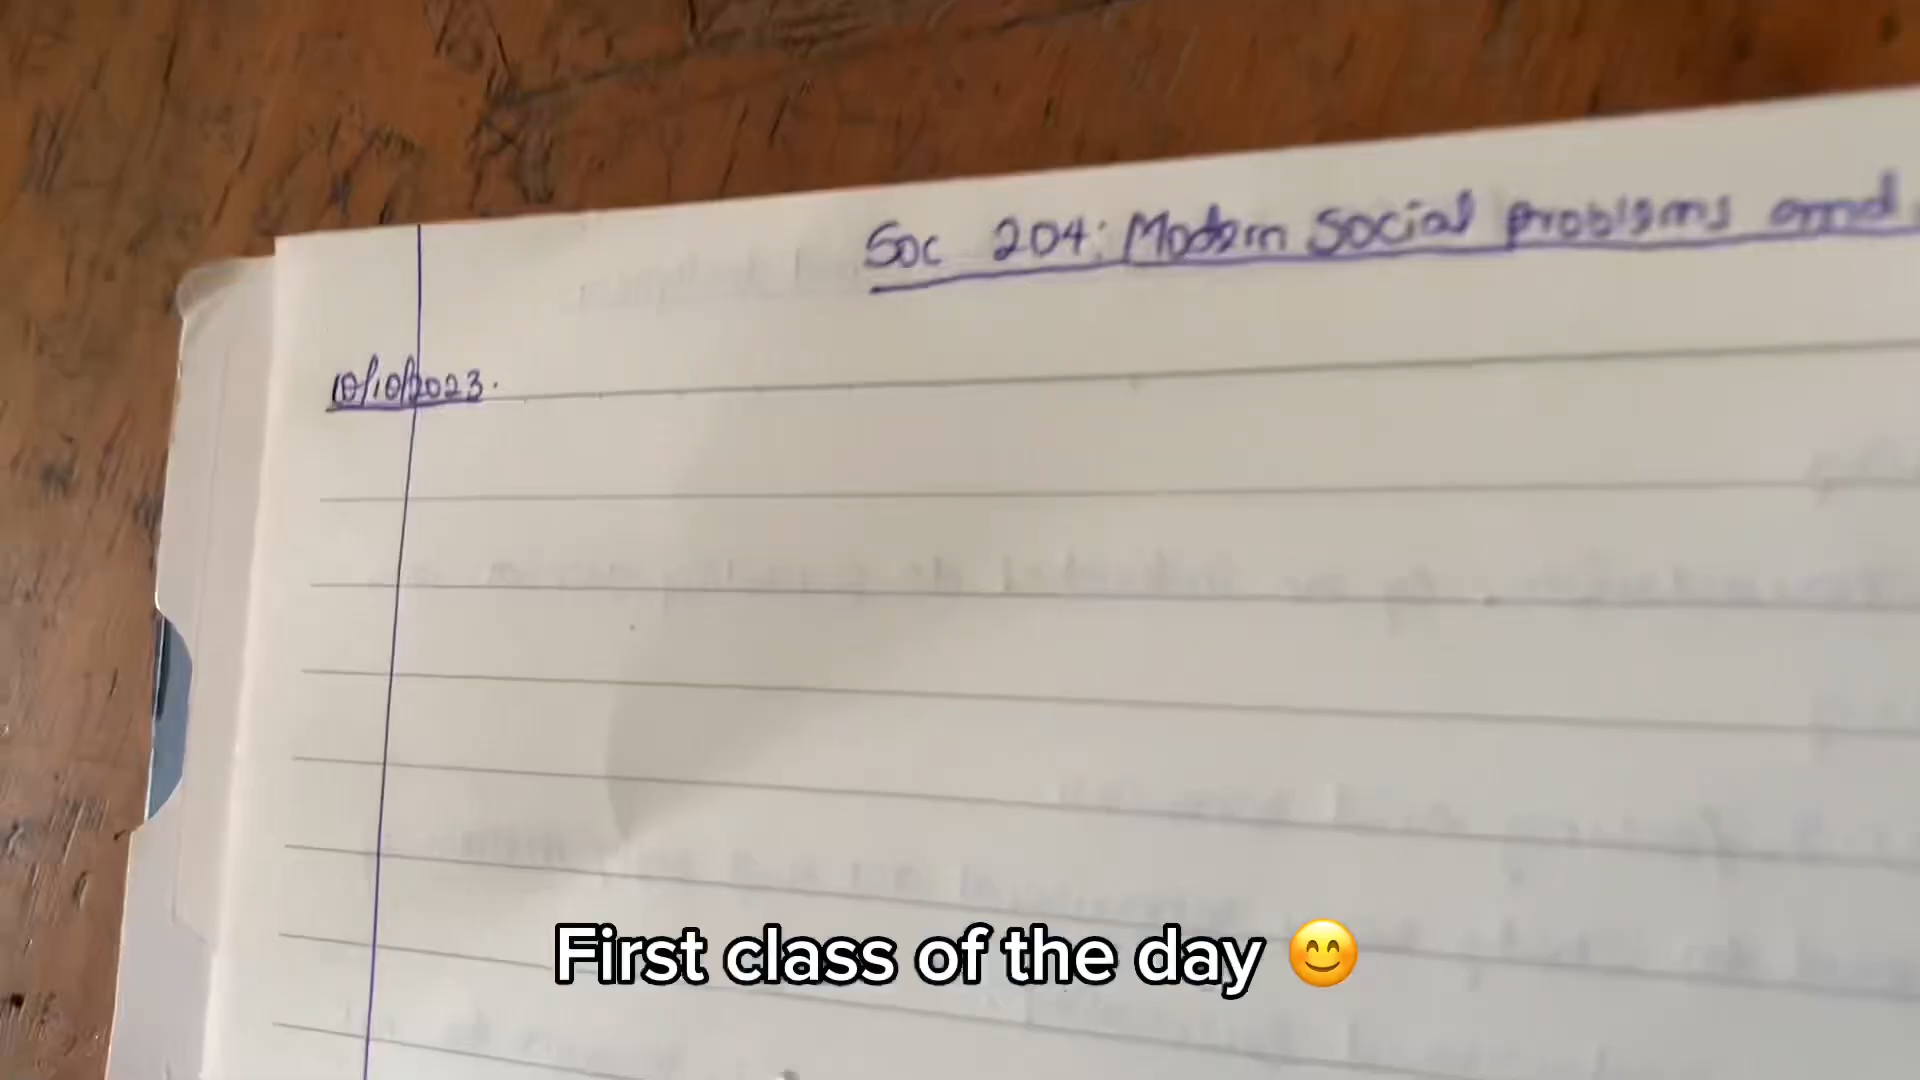 Soc 204: Modern Social problems and
10/10/2023.
First class of the day 😊